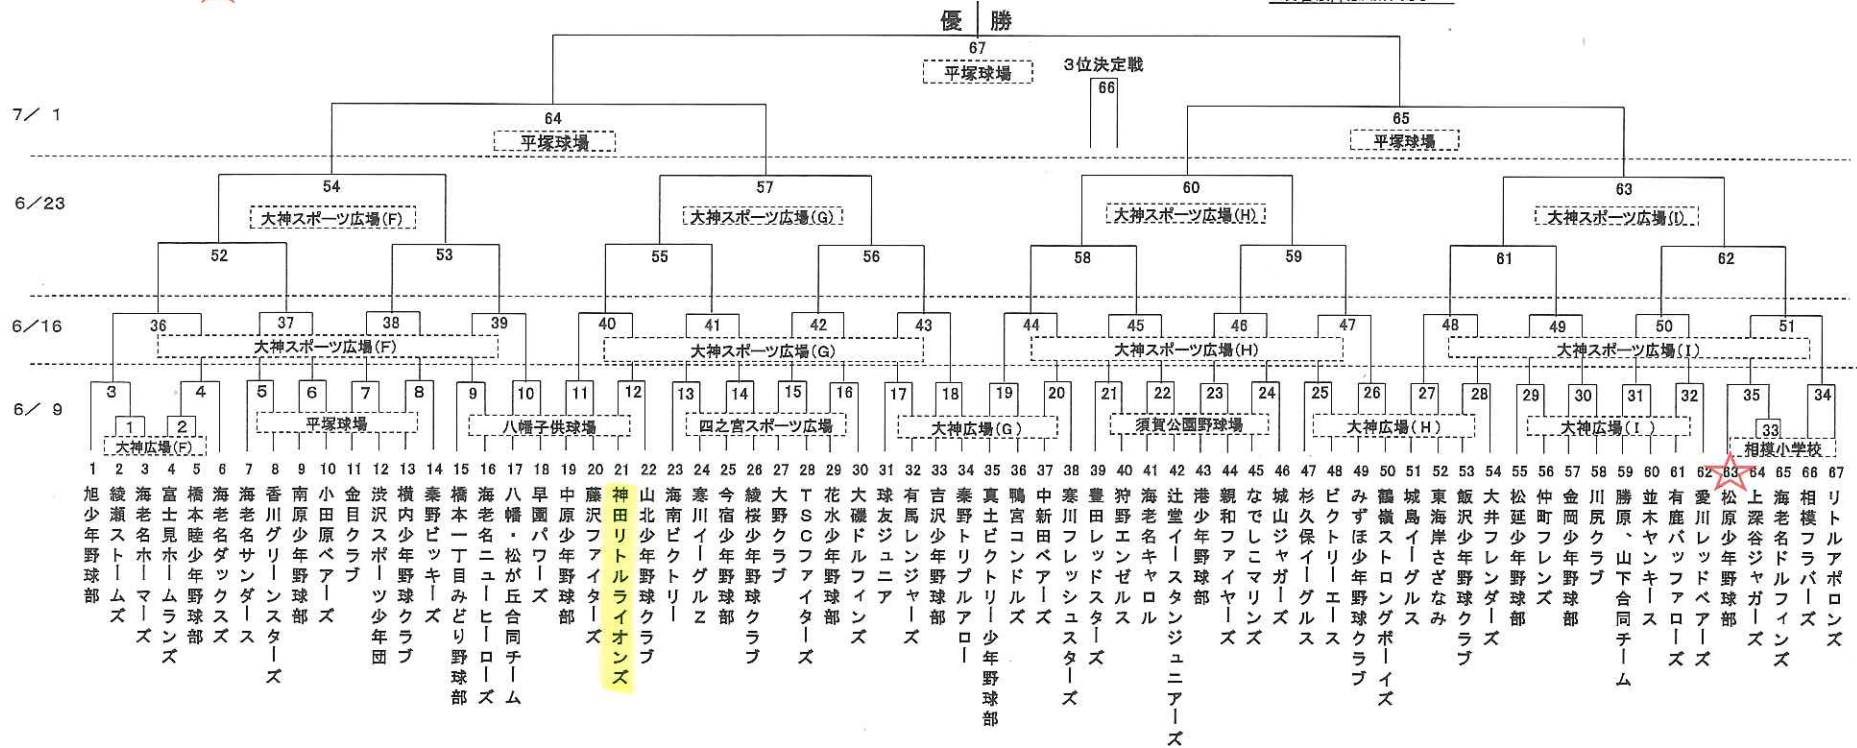 優 勝
67
平塚球場
3位決定戦
66
7/ 1
64
平塚球場
65
平塚球場
6/23
54
大神スポーツ広場(F)
57
大神スポーツ広場(G)
60
大神スポーツ広場(H)
63
大神スポーツ広場(I)
52
53
55
56
58
59
61
62
6/16
36
37
38
39
40
41
42
43
44
45
46
47
48
49
50
51
大神スポーツ広場(F)
大神スポーツ広場(G)
大神スポーツ広場(H)
大神スポーツ広場(I)
6/ 9
3
4
5
6
7
8
9
10
11
12
13
14
15
16
17
18
19
20
21
22
23
24
25
26
27
28
29
30
31
32
35
34
1
2
33
大神広場(F)
平塚球場
八幡子供球場
四之宮スポーツ広場
大神広場(G)
須賀公園野球場
大神広場(H)
大神広場(I)
相模小学校
1 旭少年野球部
2 綾瀬ストームズ
3 海老名ホーマーズ
4 富士見ホームランズ
5 橋本睦少年野球部
6 海老名ダックスズ
7 海老名サンダース
8 香川グリーンスターズ
9 南原少年野球部
10 小田原ベアーズ
11 金目クラブ
12 渋沢スポーツ少年団
13 横内少年野球クラブ
14 秦野ビッキーズ
15 橋本一丁目みどり野球部
16 海老名ニューヒーローズ
17 八幡・松が丘合同チーム
18 早園パワーズ
19 中原少年野球部
20 藤沢ファイターズ
21 神田リトルライオンズ
22 山北少年野球クラブ
23 海南ビクトリー
24 寒川イーグルZ
25 今宿少年野球部
26 綾桜少年野球クラブ
27 大野クラブ
28 TSCファイターズ
29 花水少年野球部
30 大磯ドルフィンズ
31 球友ジュニア
32 有馬レンジャーズ
33 吉沢少年野球部
34 秦野トリプルアロー
35 真土ビクトリー少年野球部
36 鴨宮コンドルズ
37 中新田ベアーズ
38 寒川フレッシュスターズ
39 豊田レッドスターズ
40 狩野エンゼルス
41 海老名キャロル
42 辻堂イースタンジュニアーズ
43 港少年野球部
44 親和ファイヤーズ
45 なでしこマリンズ
46 城山ジャガーズ
47 杉久保イーグルス
48 ビクトリーエース
49 みずほ少年野球クラブ
50 鶴嶺ストロングボーイズ
51 城島イーグルス
52 東海岸さざなみ
53 飯沢少年野球クラブ
54 大井フレンダーズ
55 松延少年野球部
56 仲町フレンズ
57 金岡少年野球部
58 川尻クラブ
59 勝原、山下合同チーム
60 並木ヤンキース
61 有鹿バッファローズ
62 愛川レッドベアーズ
63 松原少年野球部
64 上深谷ジャガーズ
65 海老名ドルフィンズ
66 相模フラバーズ
67 リトルアポロンズ